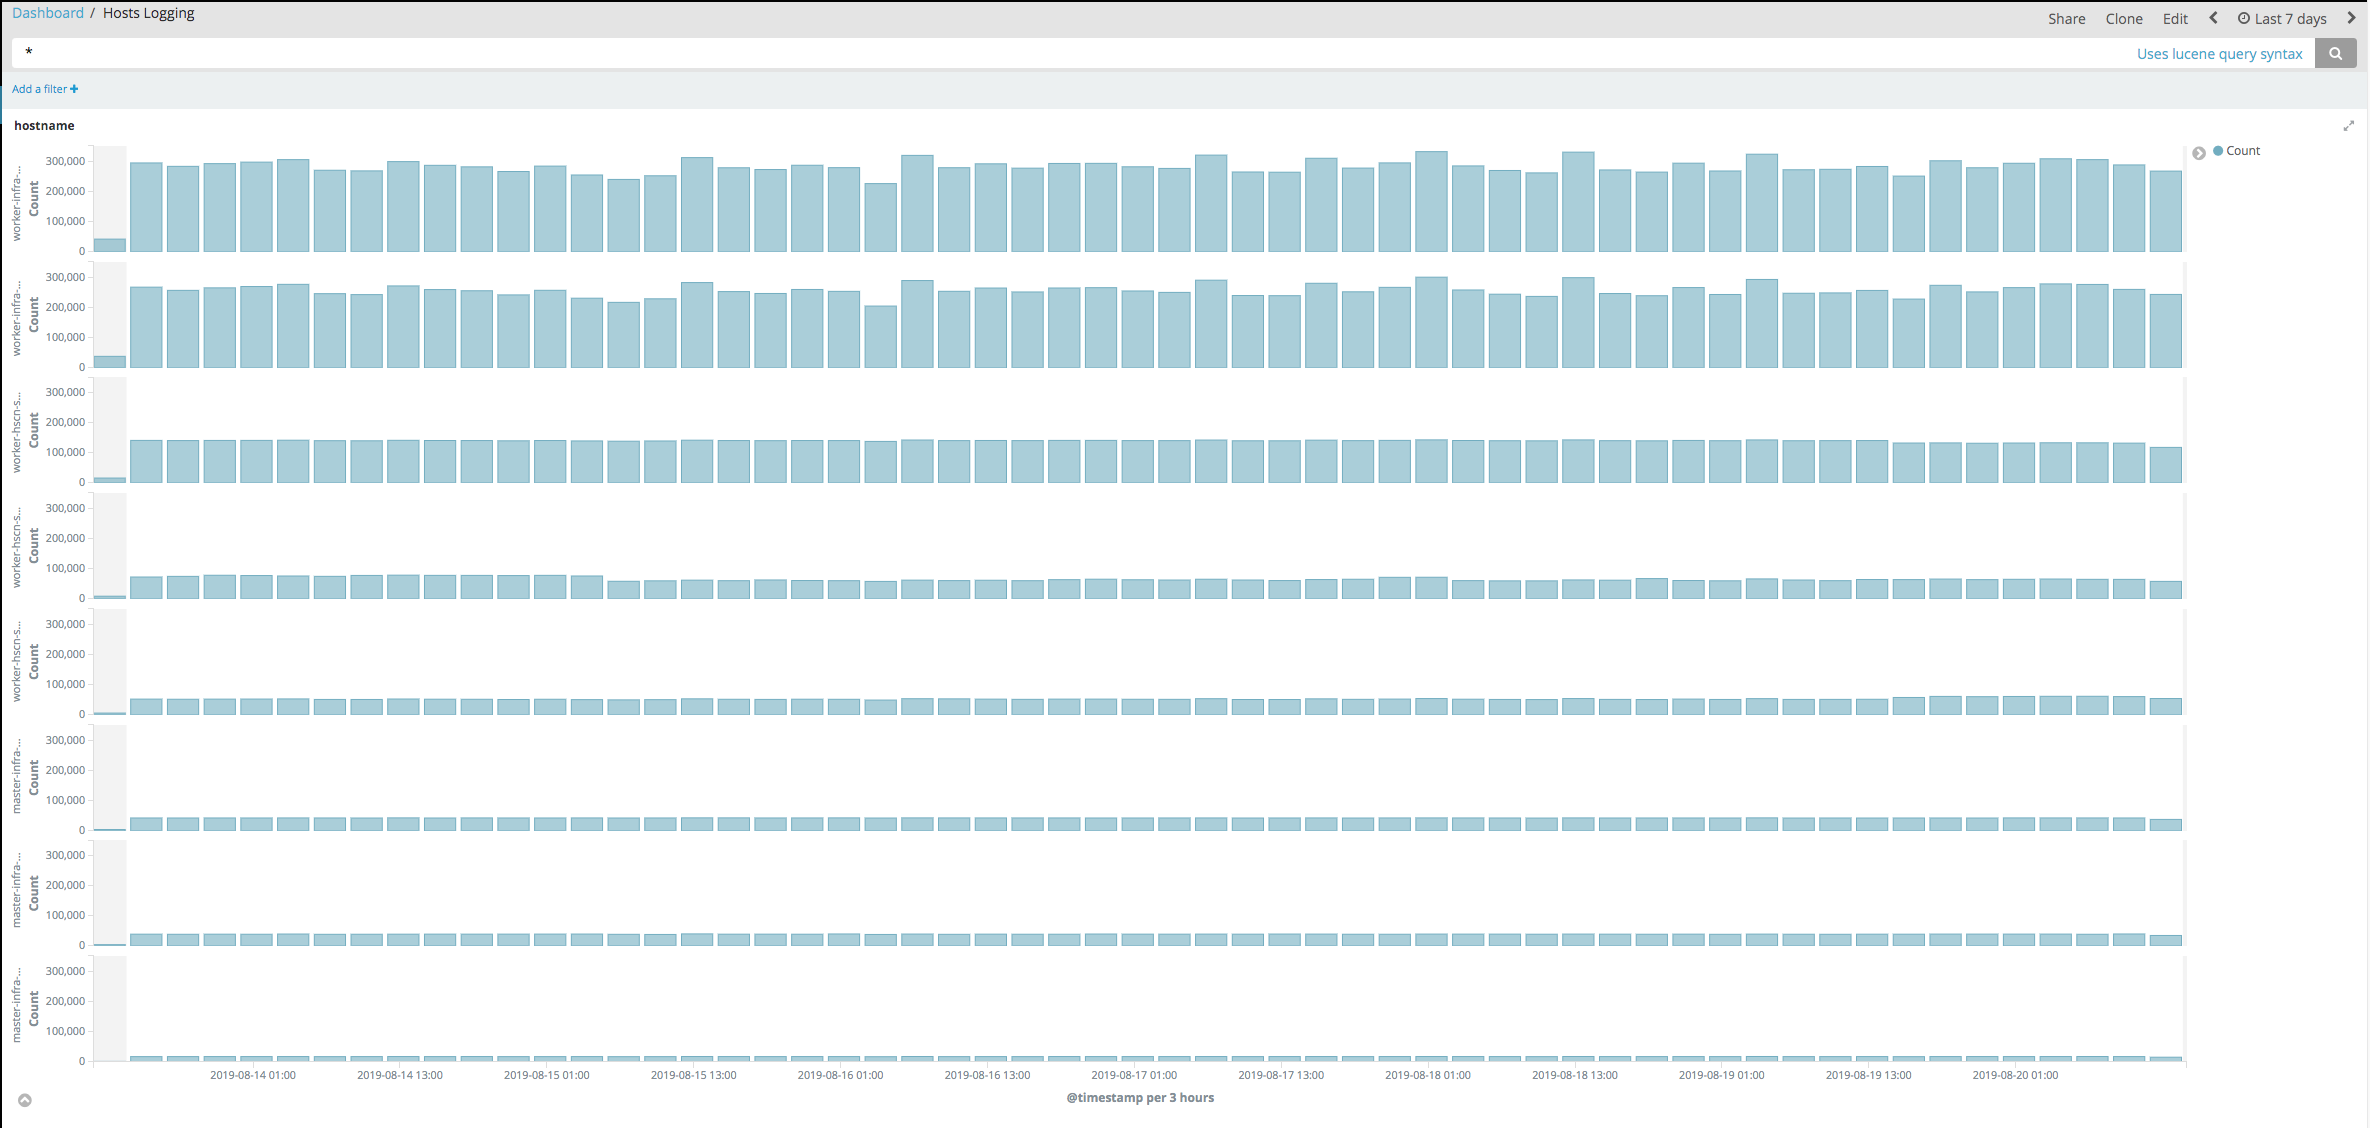 Dashboard / Hosts Logging
Share Clone Edit Last 7 days
*
Uses lucene query syntax
Add a filter +
hostname
Count
worker-infra-...
Count
300,000
200,000
100,000
0
worker-infra-...
Count
300,000
200,000
100,000
0
worker-hscn-s...
Count
300,000
200,000
100,000
0
worker-hscn-s...
Count
300,000
200,000
100,000
0
worker-hscn-s...
Count
300,000
200,000
100,000
0
master-infra-...
Count
300,000
200,000
100,000
0
master-infra-...
Count
300,000
200,000
100,000
0
master-infra-...
Count
300,000
200,000
100,000
0
2019-08-14 01:00 2019-08-14 13:00 2019-08-15 01:00 2019-08-15 13:00 2019-08-16 01:00 2019-08-16 13:00 2019-08-17 01:00 2019-08-17 13:00 2019-08-18 01:00 2019-08-18 13:00 2019-08-19 01:00 2019-08-19 13:00 2019-08-20 01:00
@timestamp per 3 hours